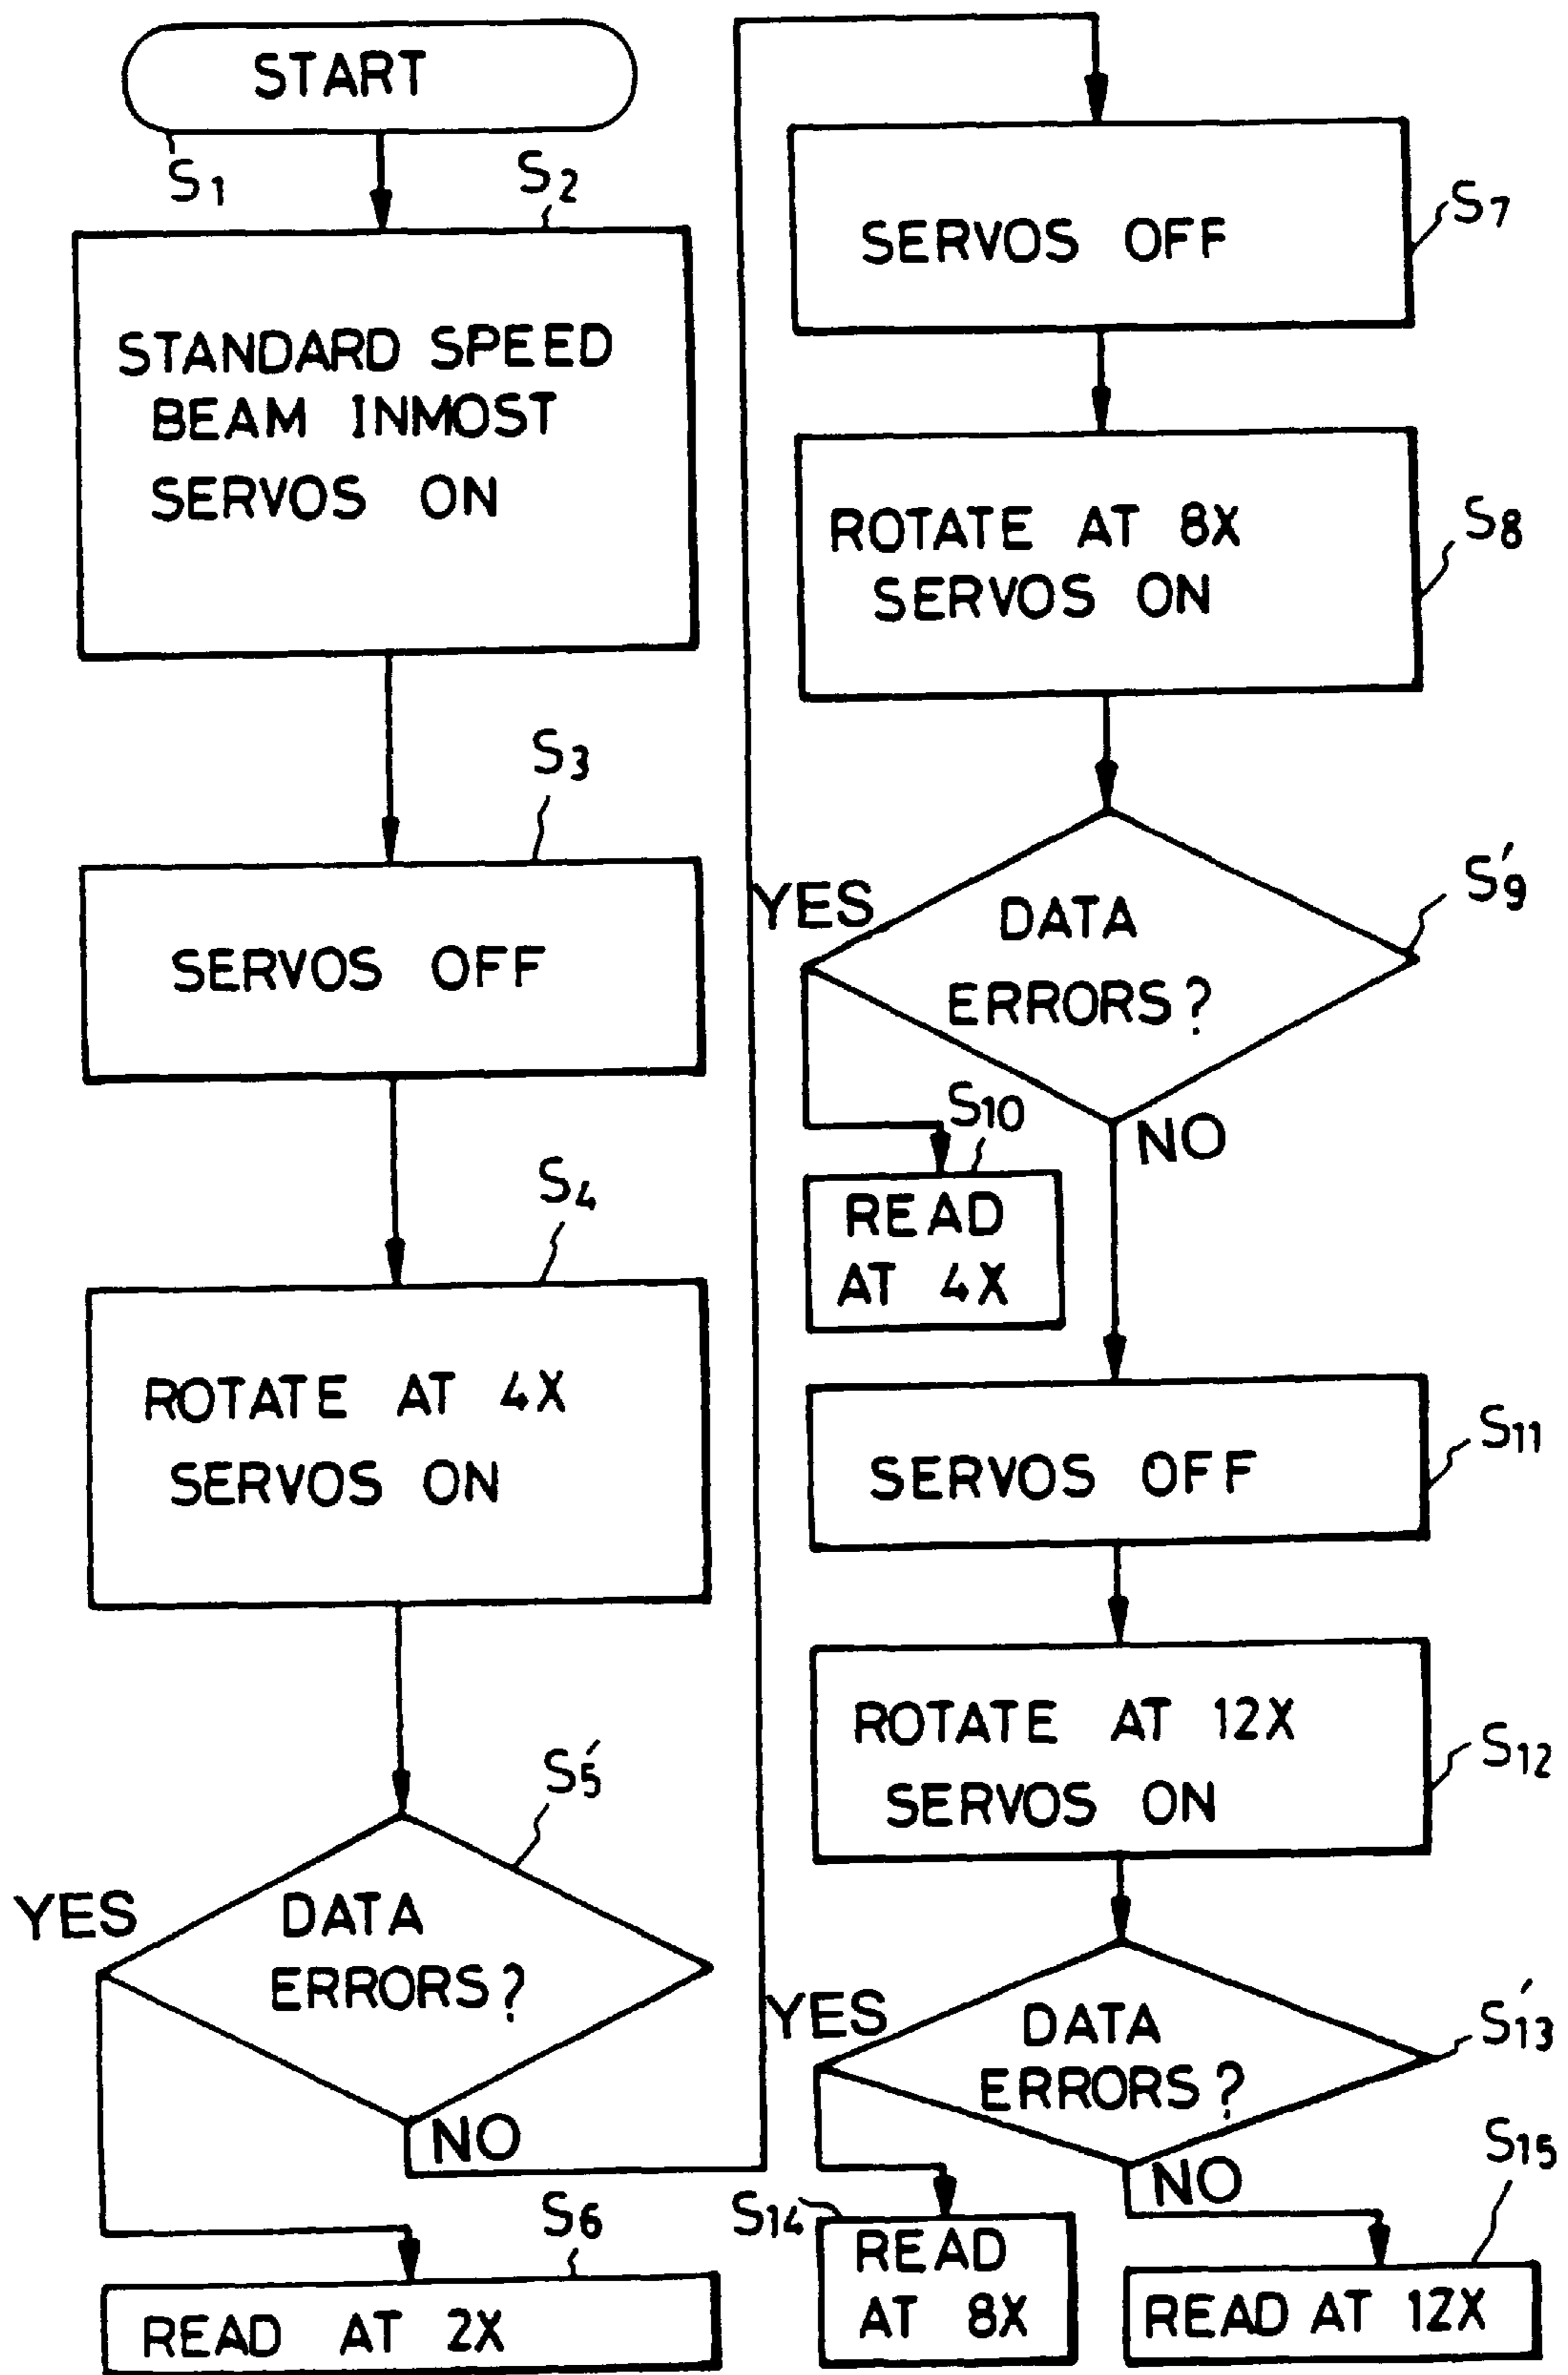 START
S1
S2
STANDARD SPEED
BEAM INMOST
SERVOS ON
S3
SERVOS OFF
S4
ROTATE AT 4X
SERVOS ON
S5'
YES
DATA
ERRORS?
NO
S6
READ AT 2X
SERVOS OFF
S7
ROTATE AT 8X
SERVOS ON
S8
YES
DATA
ERRORS?
S9'
NO
S10
READ
AT 4X
SERVOS OFF
S11
ROTATE AT 12X
SERVOS ON
S12
YES
DATA
ERRORS?
S13'
NO
S14
READ
AT 8X
S15
READ AT 12X